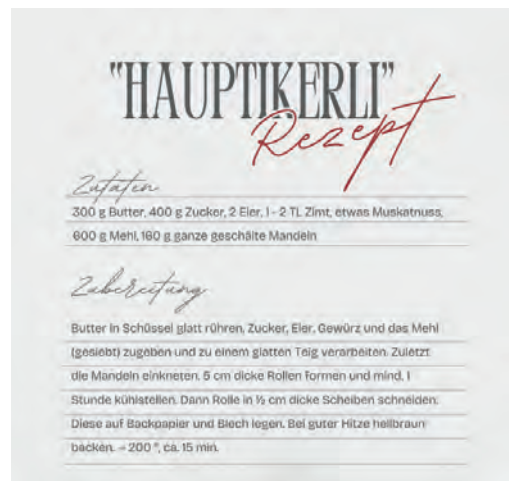 "HAUPTIKERLI"
Rezept
Zutaten
300 g Butter, 400 g Zucker, 2 Eier, 1 - 2 TL Zimt, etwas Muskatnuss,
600 g Mehl, 160 g ganze geschälte Mandeln
Zubereitung
Butter in Schüssel glatt rühren, Zucker, Eier, Gewürz und das Mehl
(gesiebt) zugeben und zu einem glatten Teig verarbeiten. Zuletzt
die Mandeln einkneten. 5 cm dicke Rollen formen und mind. 1
Stunde kühlstellen. Dann Rolle in ½ cm dicke Scheiben schneiden.
Diese auf Backpapier und Blech legen. Bei guter Hitze hellbraun
backen. – 200 °, ca. 15 min.